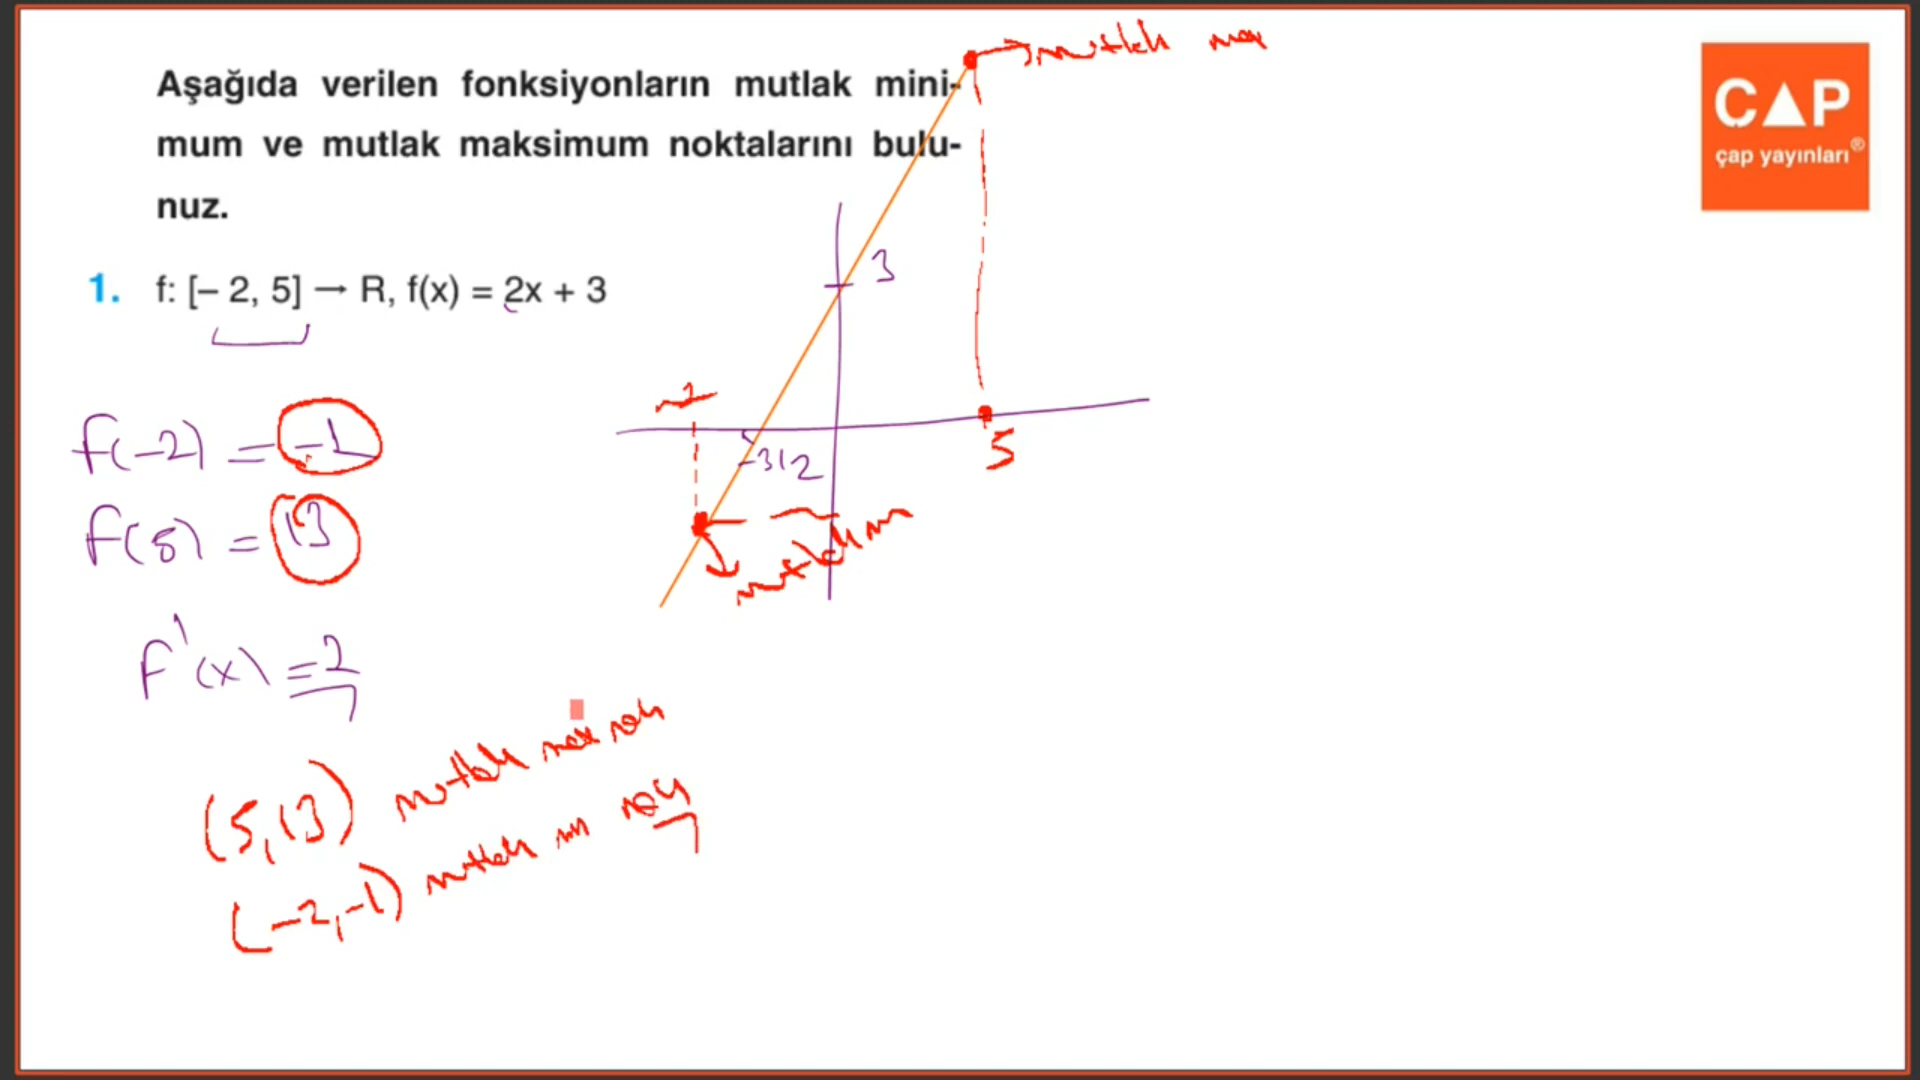 Aşağıda verilen fonksiyonların mutlak mini-
mum ve mutlak maksimum noktalarını bulu-
nuz.
1. f: [– 2, 5] → R, f(x) = 2x + 3
ÇAP
çap yayınları®
mutlak max
3
5
-3/2
mutlak m
f(-2) = -1
f(5) = 13
f'(x) = 2
(5,13) mutlak max nok
(-2,-1) mutlak min nok